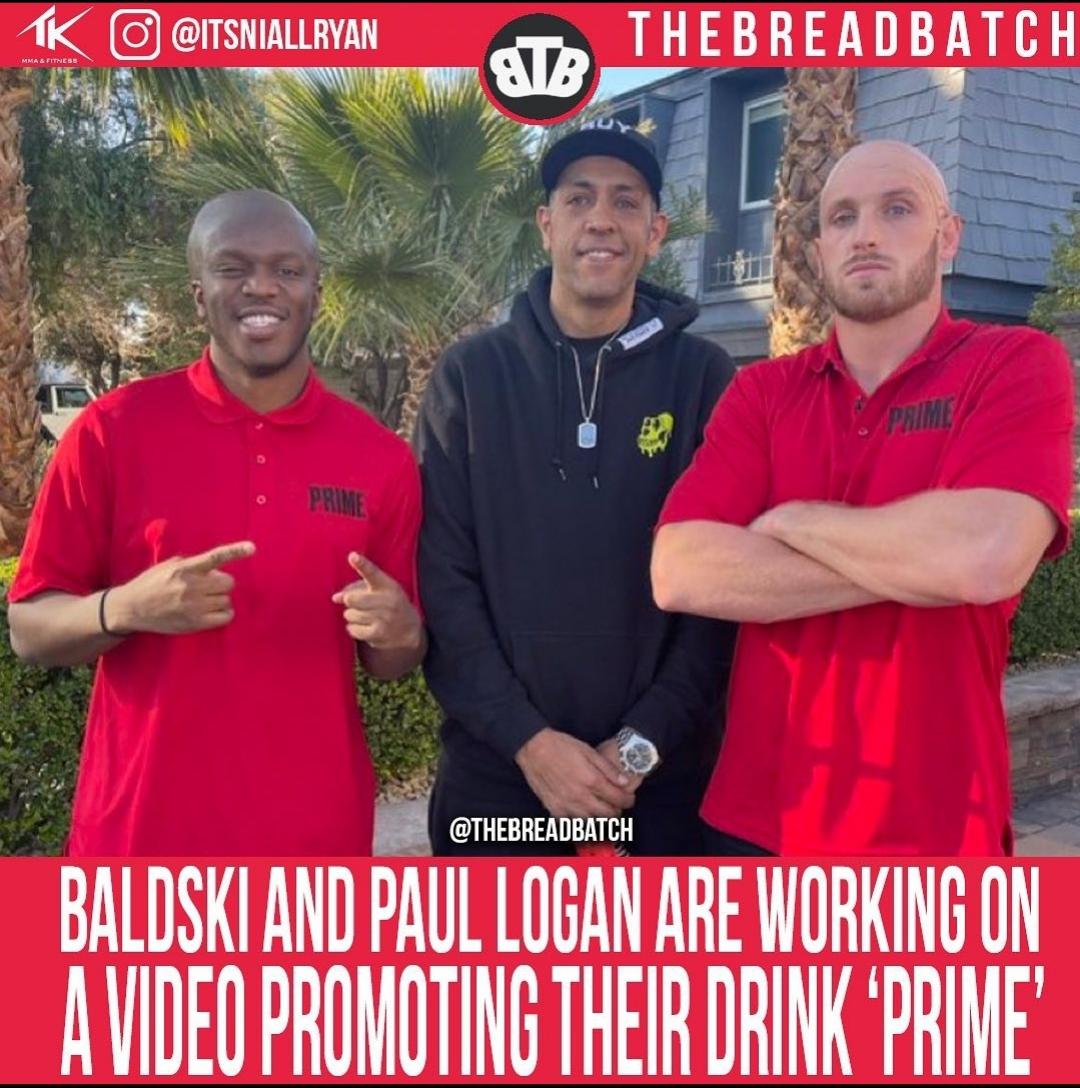 TK
MMA & FITNESS
@ITSNIALLRYAN
BTB
THEBREADBATCH
PRIME
PRIME
@THEBREADBATCH
BALDSKI AND PAUL LOGAN ARE WORKING ON
A VIDEO PROMOTING THEIR DRINK ‘PRIME’